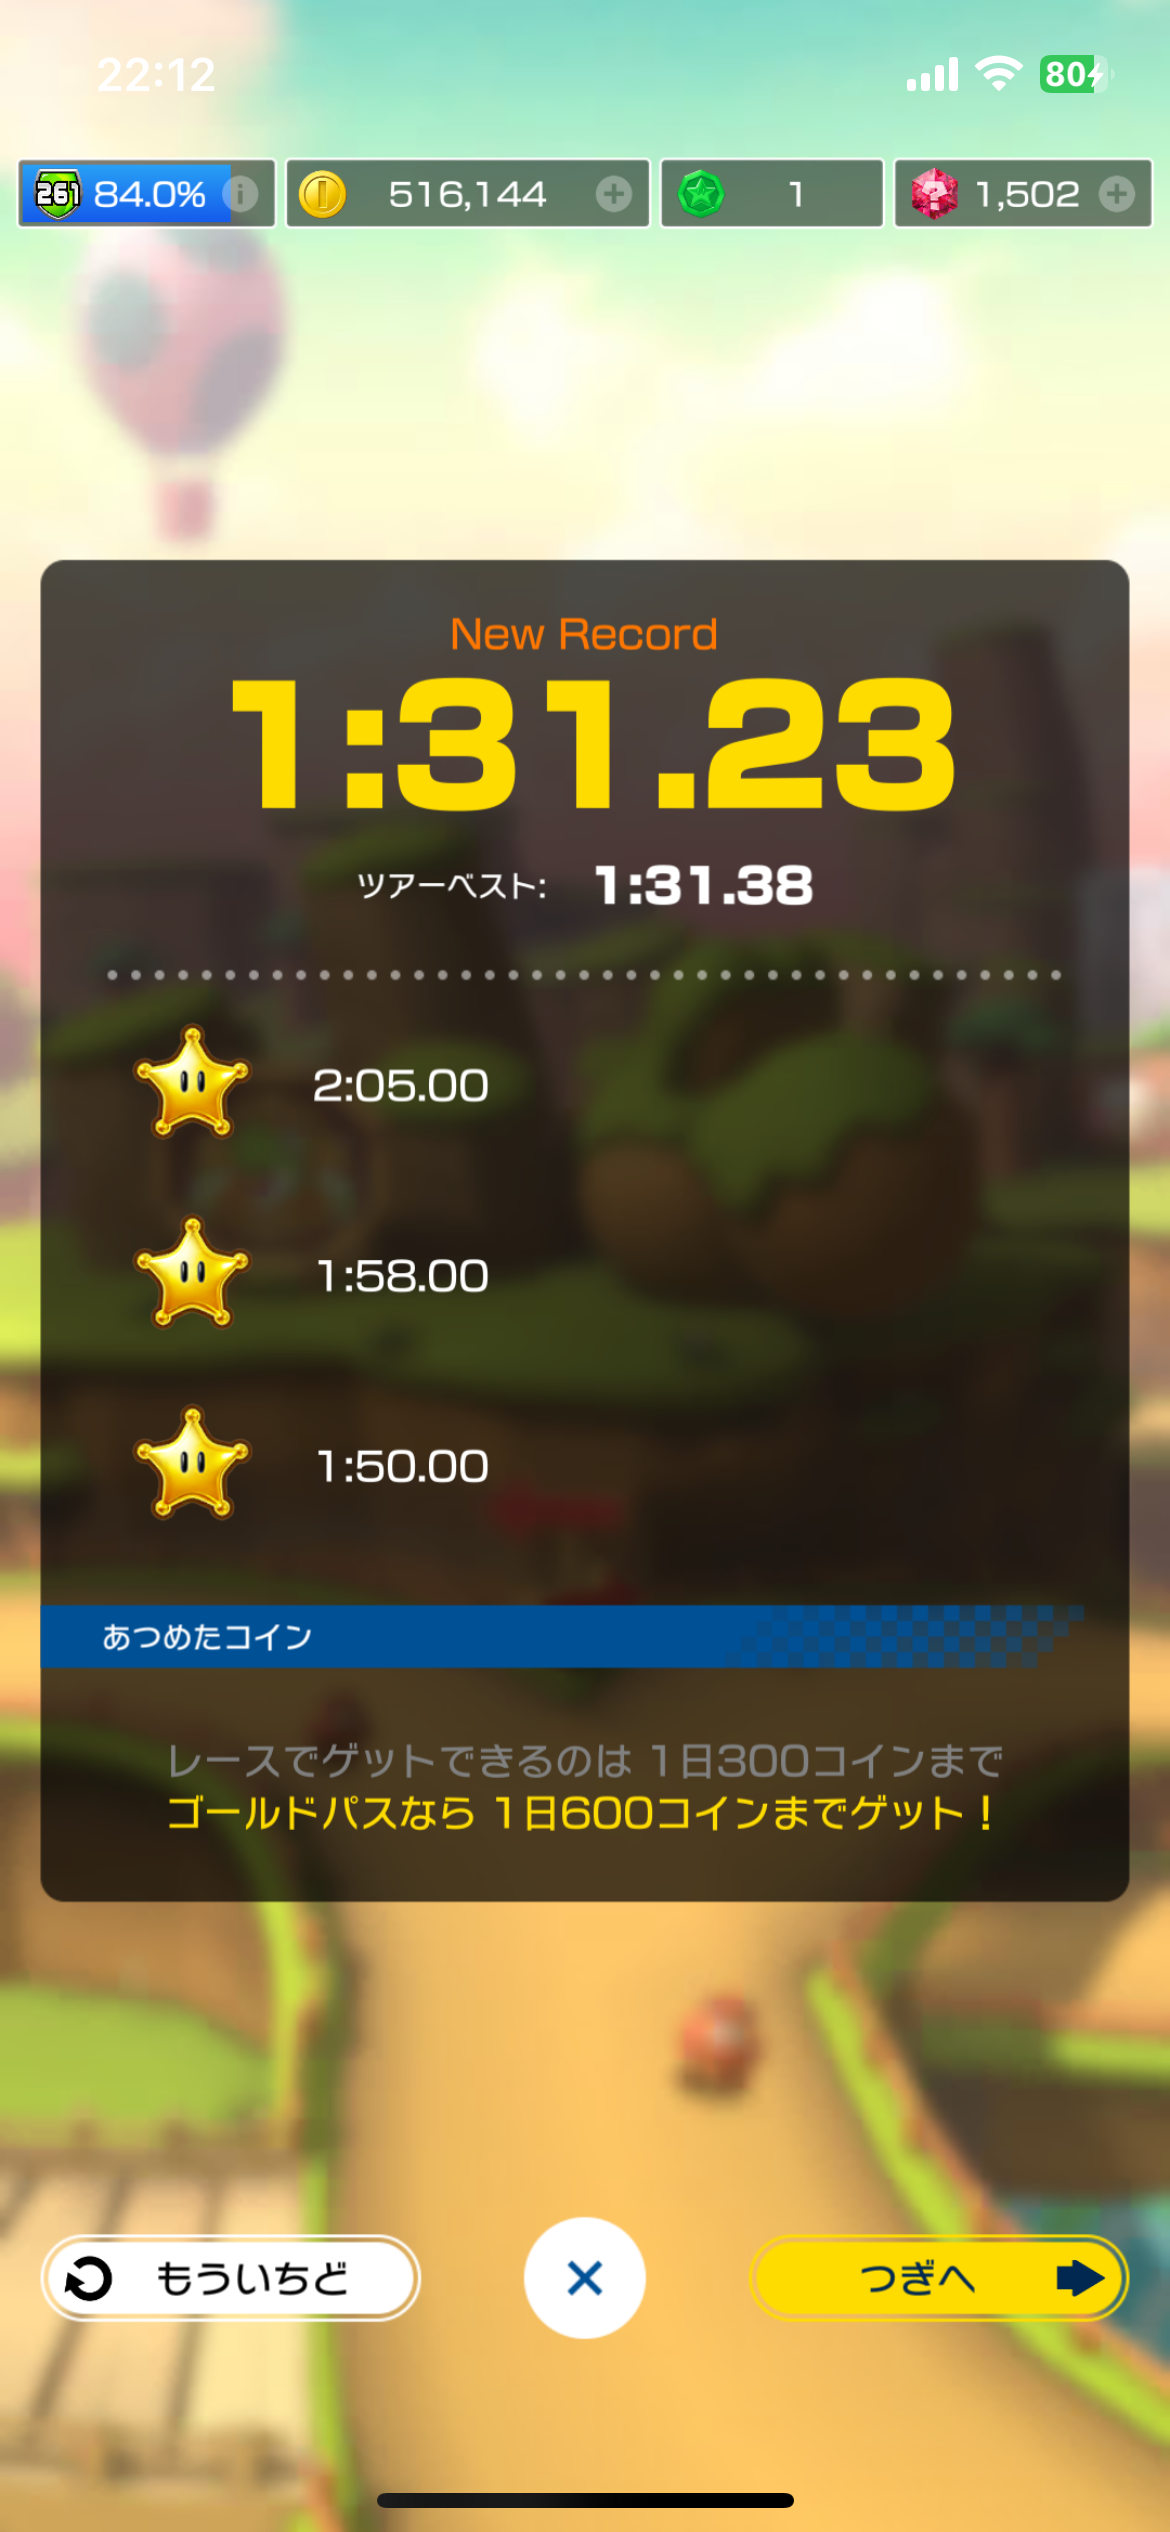 22:12
80
261 84.0% 516,144 1 1,502
New Record
1:31.23
ツアーベスト: 1:31.38
2:05.00
1:58.00
1:50.00
あつめたコイン
レースでゲットできるのは 1日300コインまで
ゴールドパスなら 1日600コインまでゲット！
もういちど
つぎへ